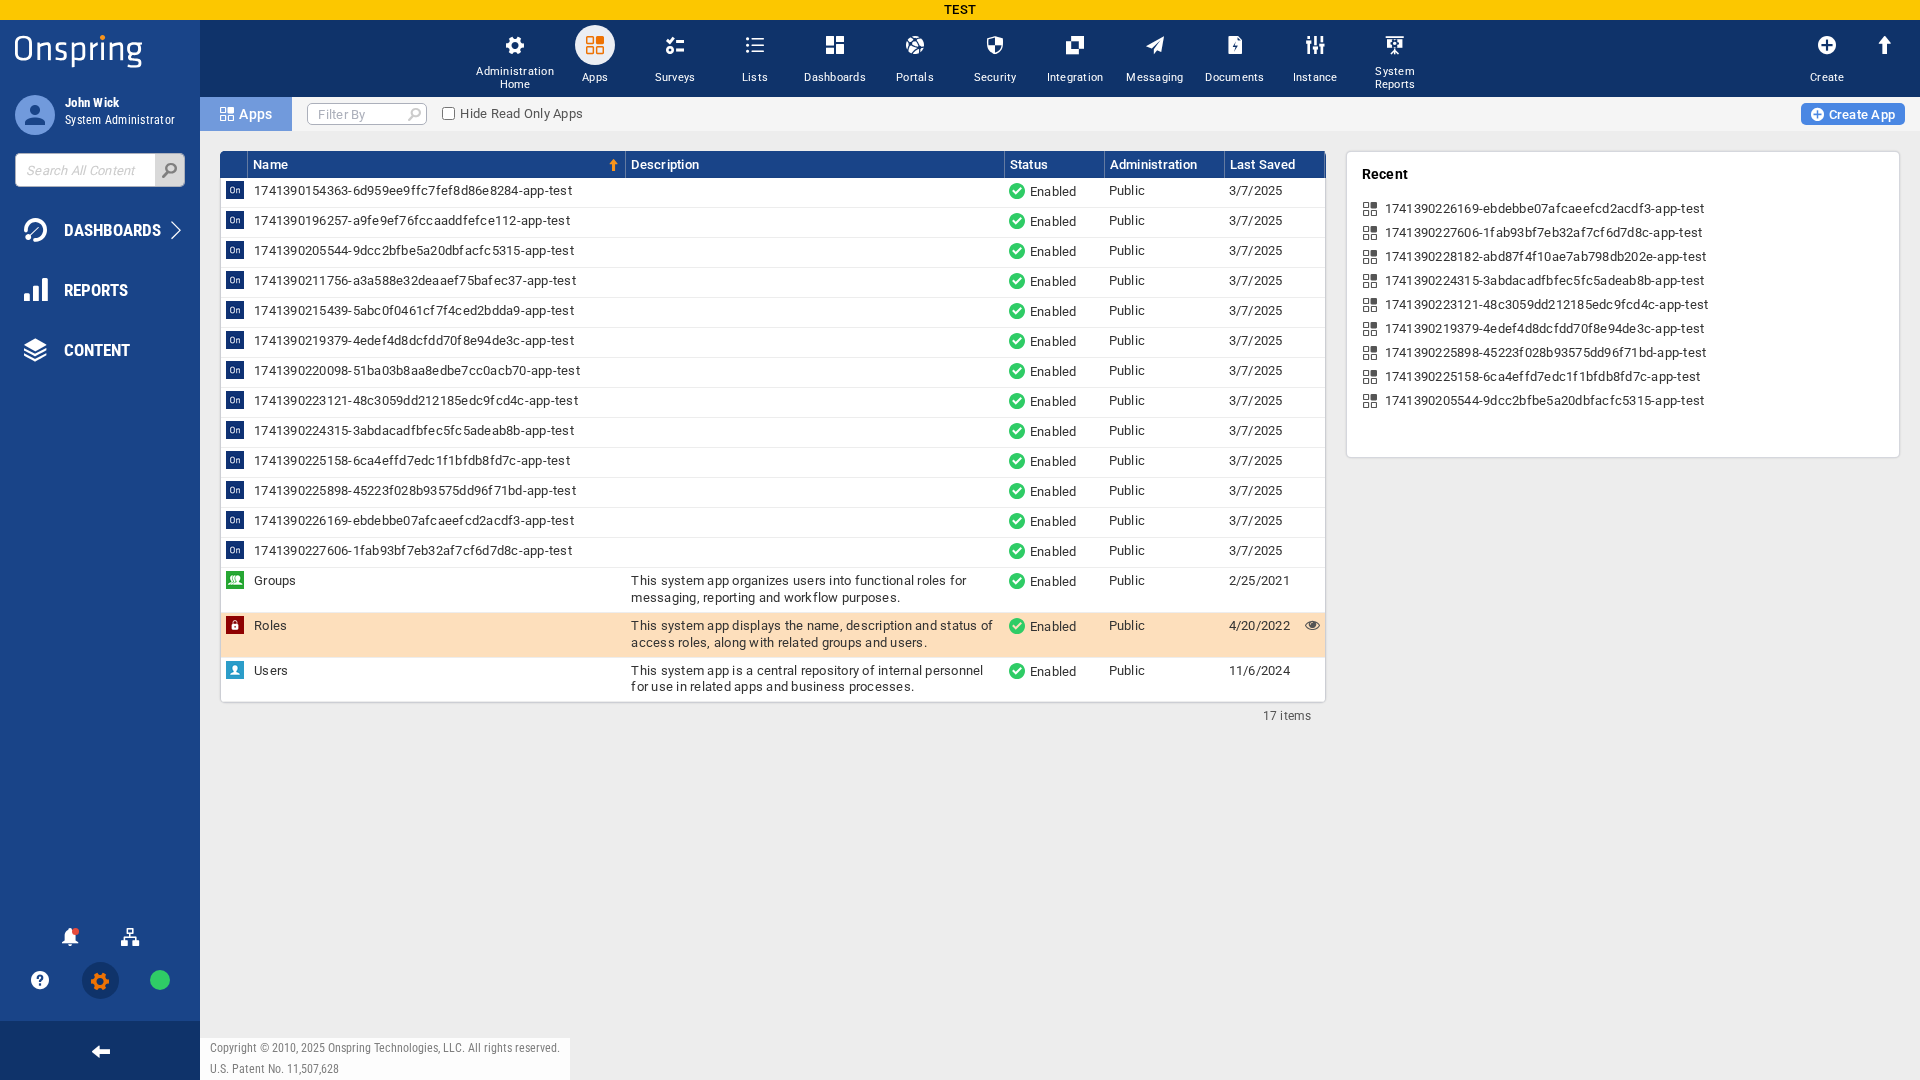 TEST
Onspring
John Wick
System Administrator
Search All Content
DASHBOARDS
REPORTS
CONTENT
Administration Home
Apps
Surveys
Lists
Dashboards
Portals
Security
Integration
Messaging
Documents
Instance
System Reports
Create
Apps
Filter By
Hide Read Only Apps
Create App
Name Description Status Administration Last Saved
On 1741390154363-6d959ee9ffc7fef8d86e8284-app-test Enabled Public 3/7/2025
On 1741390196257-a9fe9ef76fccaaddfefce112-app-test Enabled Public 3/7/2025
On 1741390205544-9dcc2bfbe5a20dbfacfc5315-app-test Enabled Public 3/7/2025
On 1741390211756-a3a588e32deaaef75bafec37-app-test Enabled Public 3/7/2025
On 1741390215439-5abc0f0461cf7f4ced2bdda9-app-test Enabled Public 3/7/2025
On 1741390219379-4edef4d8dcfdd70f8e94de3c-app-test Enabled Public 3/7/2025
On 1741390220098-51ba03b8aa8edbe7cc0acb70-app-test Enabled Public 3/7/2025
On 1741390223121-48c3059dd212185edc9fcd4c-app-test Enabled Public 3/7/2025
On 1741390224315-3abdacadfbfec5fc5adeab8b-app-test Enabled Public 3/7/2025
On 1741390225158-6ca4effd7edc1f1bfdb8fd7c-app-test Enabled Public 3/7/2025
On 1741390225898-45223f028b93575dd96f71bd-app-test Enabled Public 3/7/2025
On 1741390226169-ebdebbe07afcaeefcd2acdf3-app-test Enabled Public 3/7/2025
On 1741390227606-1fab93bf7eb32af7cf6d7d8c-app-test Enabled Public 3/7/2025
Groups This system app organizes users into functional roles for Enabled Public 2/25/2021
messaging, reporting and workflow purposes.
Roles This system app displays the name, description and status of Enabled Public 4/20/2022
access roles, along with related groups and users.
Users This system app is a central repository of internal personnel Enabled Public 11/6/2024
for use in related apps and business processes.
17 items
Recent
1741390226169-ebdebbe07afcaeefcd2acdf3-app-test
1741390227606-1fab93bf7eb32af7cf6d7d8c-app-test
1741390228182-abd87f4f10ae7ab798db202e-app-test
1741390224315-3abdacadfbfec5fc5adeab8b-app-test
1741390223121-48c3059dd212185edc9fcd4c-app-test
1741390219379-4edef4d8dcfdd70f8e94de3c-app-test
1741390225898-45223f028b93575dd96f71bd-app-test
1741390225158-6ca4effd7edc1f1bfdb8fd7c-app-test
1741390205544-9dcc2bfbe5a20dbfacfc5315-app-test
Copyright © 2010, 2025 Onspring Technologies, LLC. All rights reserved.
U.S. Patent No. 11,507,628